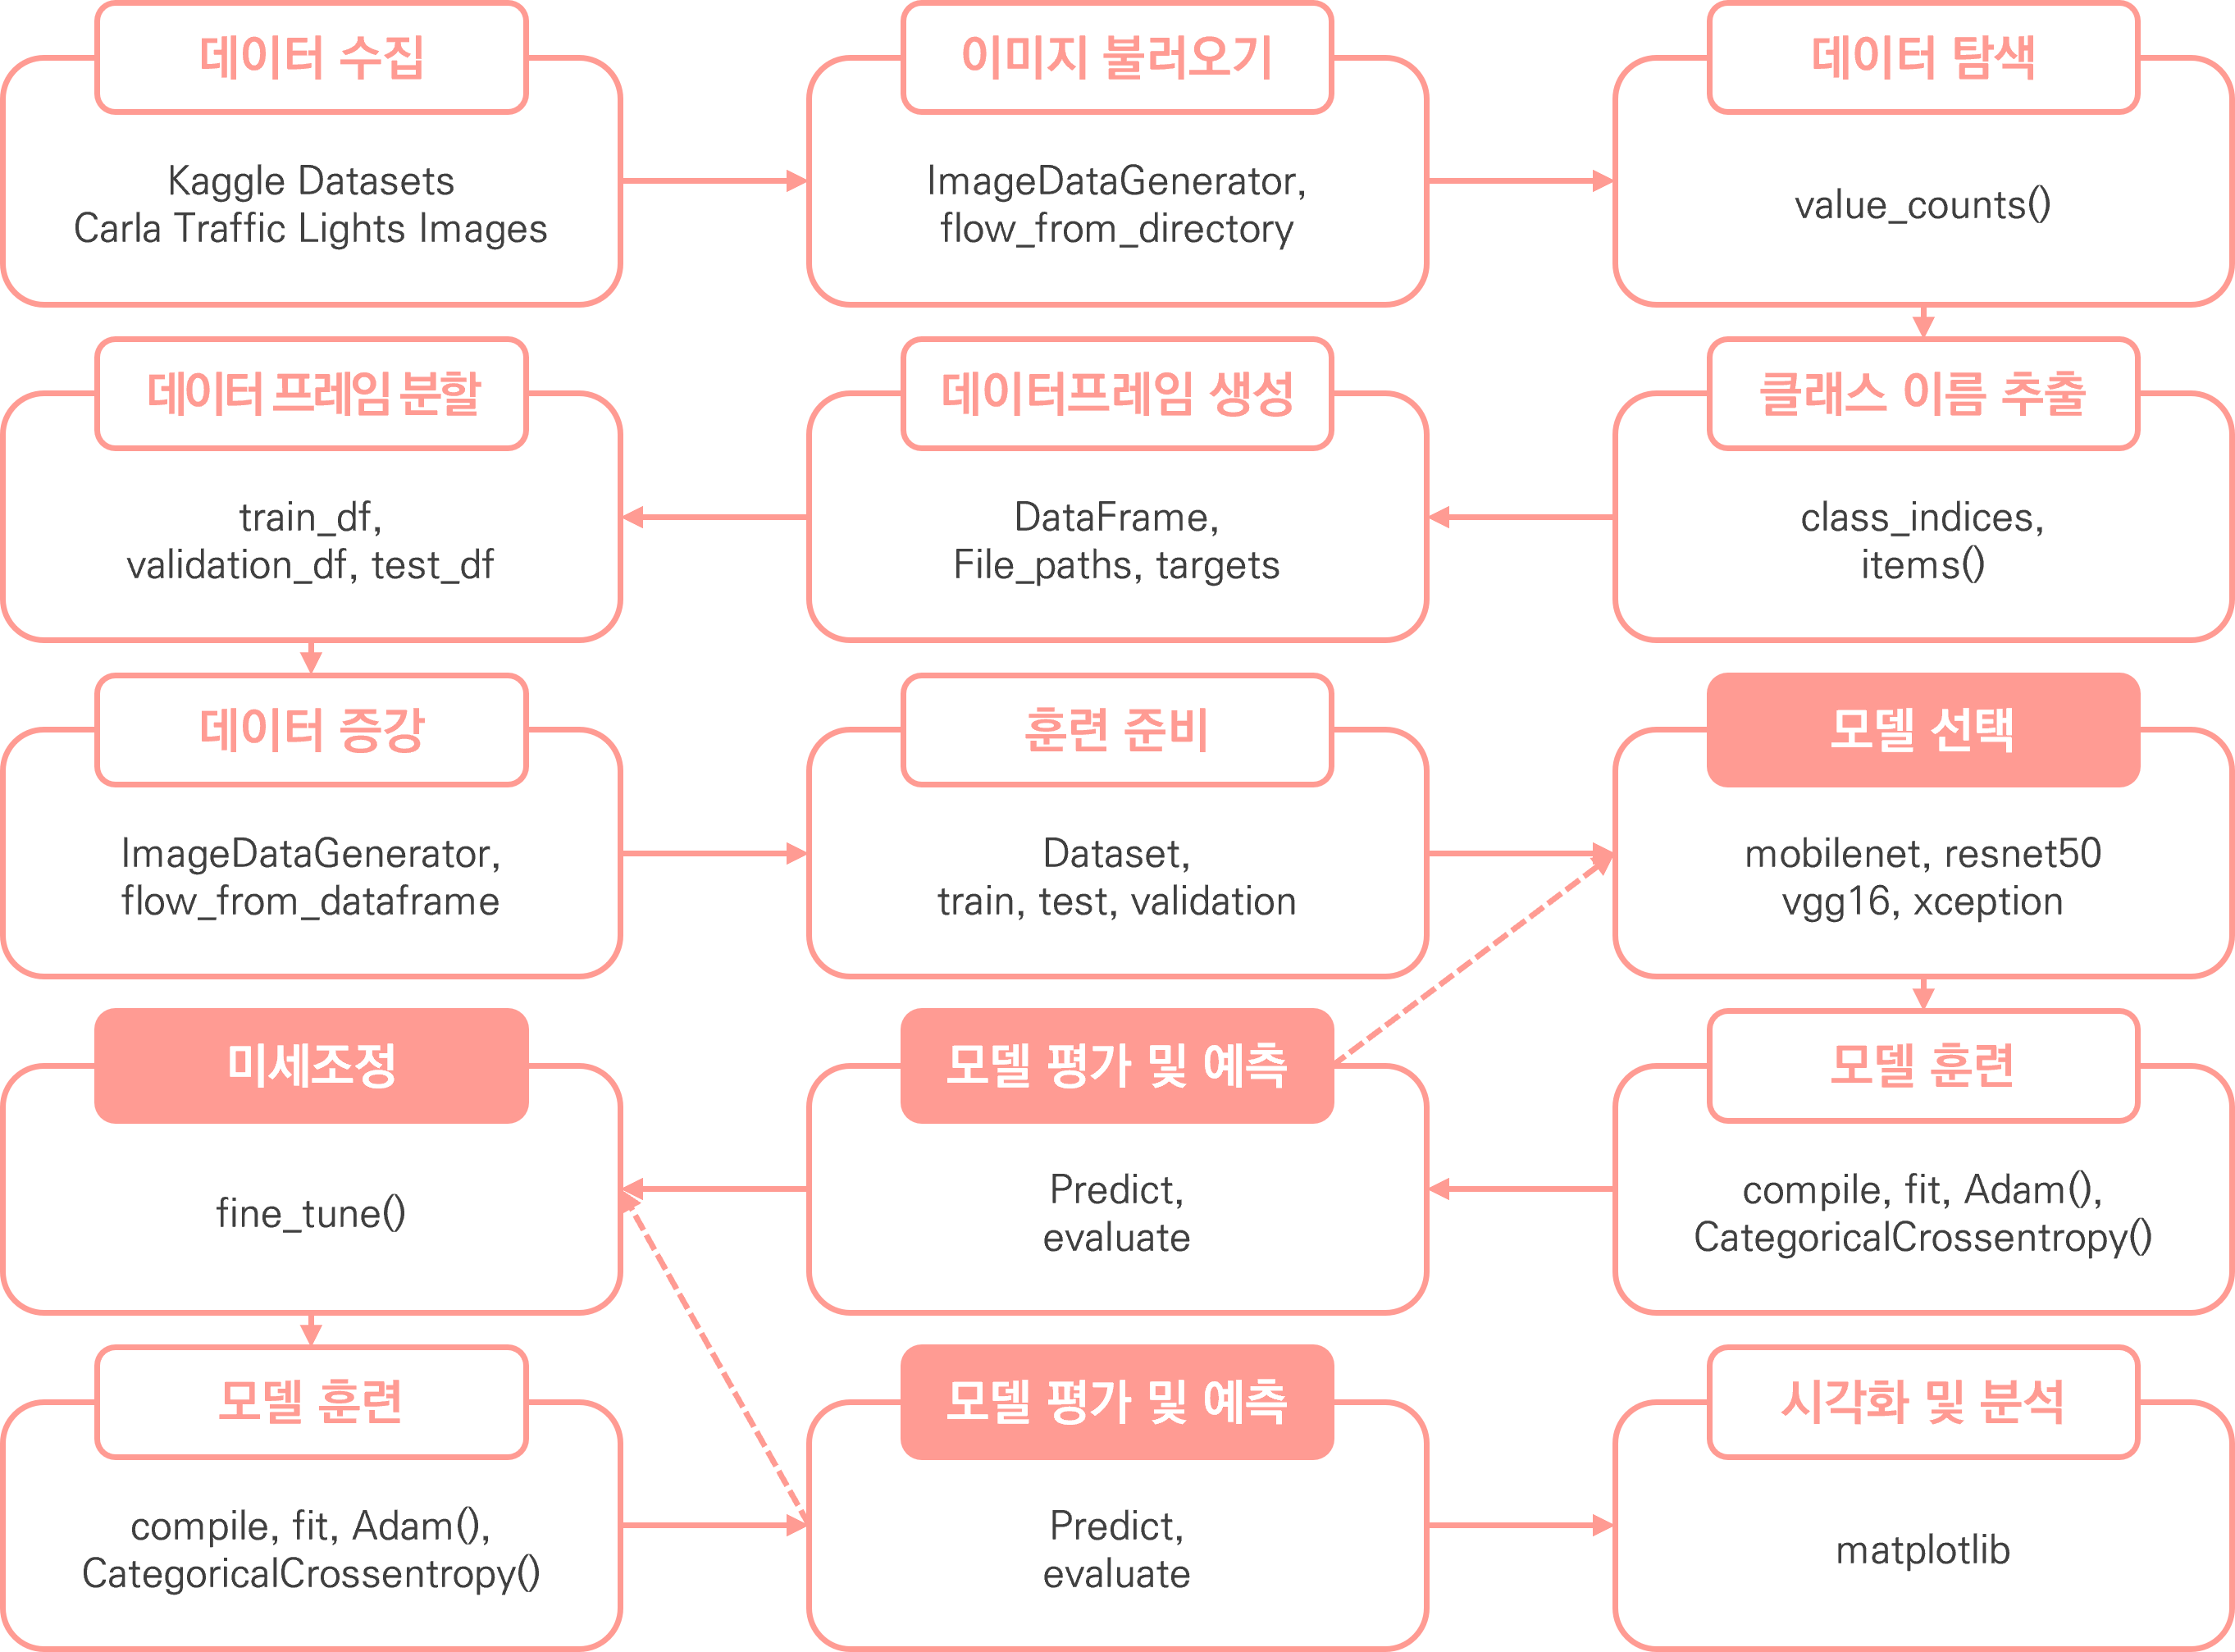 데이터 수집
Kaggle Datasets
Carla Traffic Lights Images
이미지 불러오기
ImageDataGenerator,
flow_from_directory
데이터 탐색
value_counts()
클래스 이름 추출
class_indices,
items()
데이터프레임 생성
DataFrame,
File_paths, targets
데이터프레임 분할
train_df,
validation_df, test_df
데이터 증강
ImageDataGenerator,
flow_from_dataframe
훈련 준비
Dataset,
train, test, validation
모델 선택
mobilenet, resnet50
vgg16, xception
모델 훈련
compile, fit, Adam(),
CategoricalCrossentropy()
모델 평가 및 예측
Predict,
evaluate
미세조정
fine_tune()
모델 훈련
compile, fit, Adam(),
CategoricalCrossentropy()
모델 평가 및 예측
Predict,
evaluate
시각화 및 분석
matplotlib